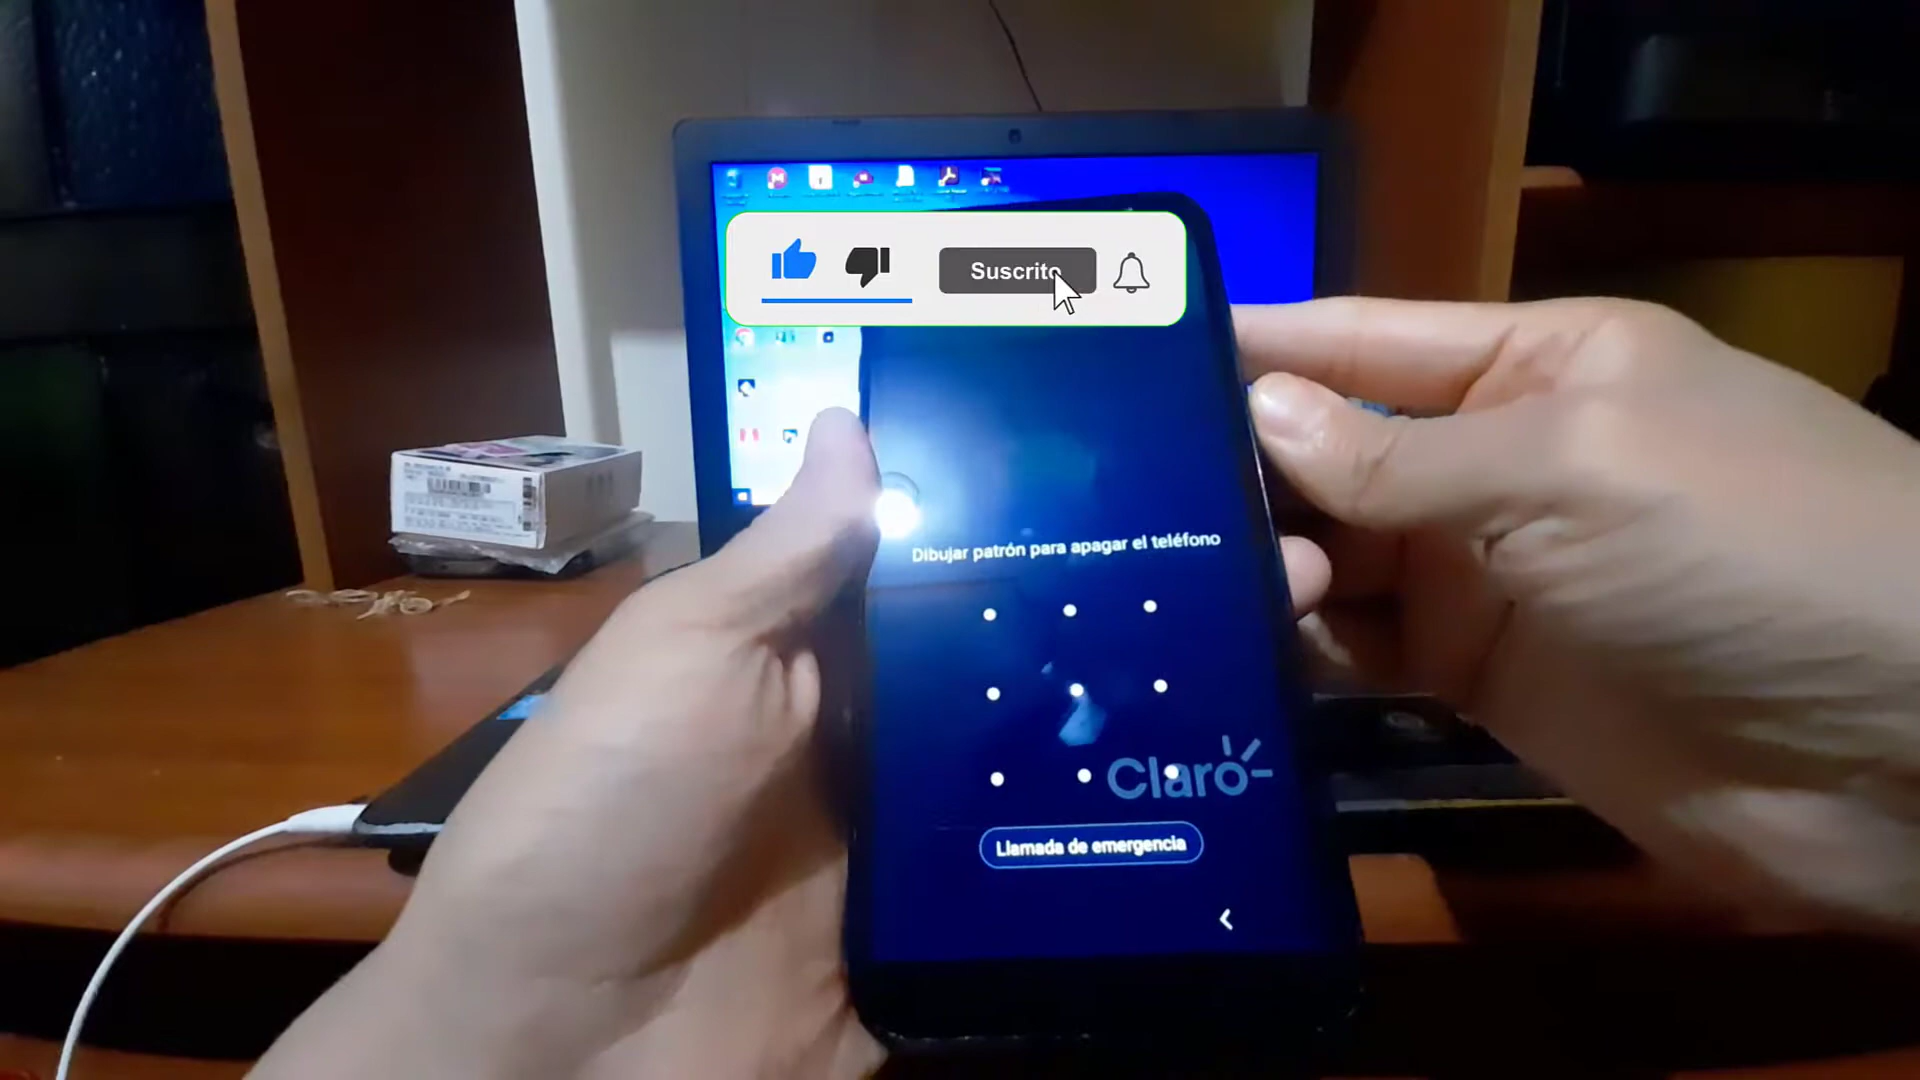 Suscrito
Dibujar patrón para apagar el teléfono
Claro
Llamada de emergencia